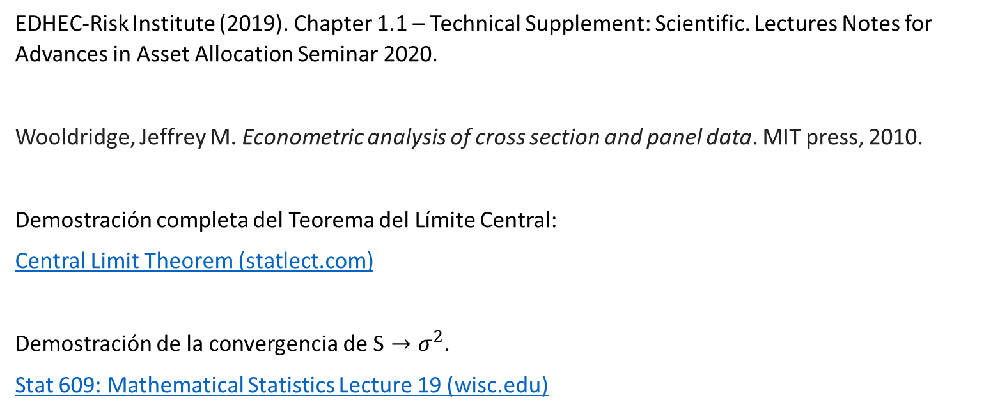 EDHEC-Risk Institute (2019). Chapter 1.1 – Technical Supplement: Scientific. Lectures Notes for
Advances in Asset Allocation Seminar 2020.
Wooldridge, Jeffrey M. Econometric analysis of cross section and panel data. MIT press, 2010.
Demostración completa del Teorema del Límite Central:
Central Limit Theorem (statlect.com)
Demostración de la convergencia de S → σ².
Stat 609: Mathematical Statistics Lecture 19 (wisc.edu)